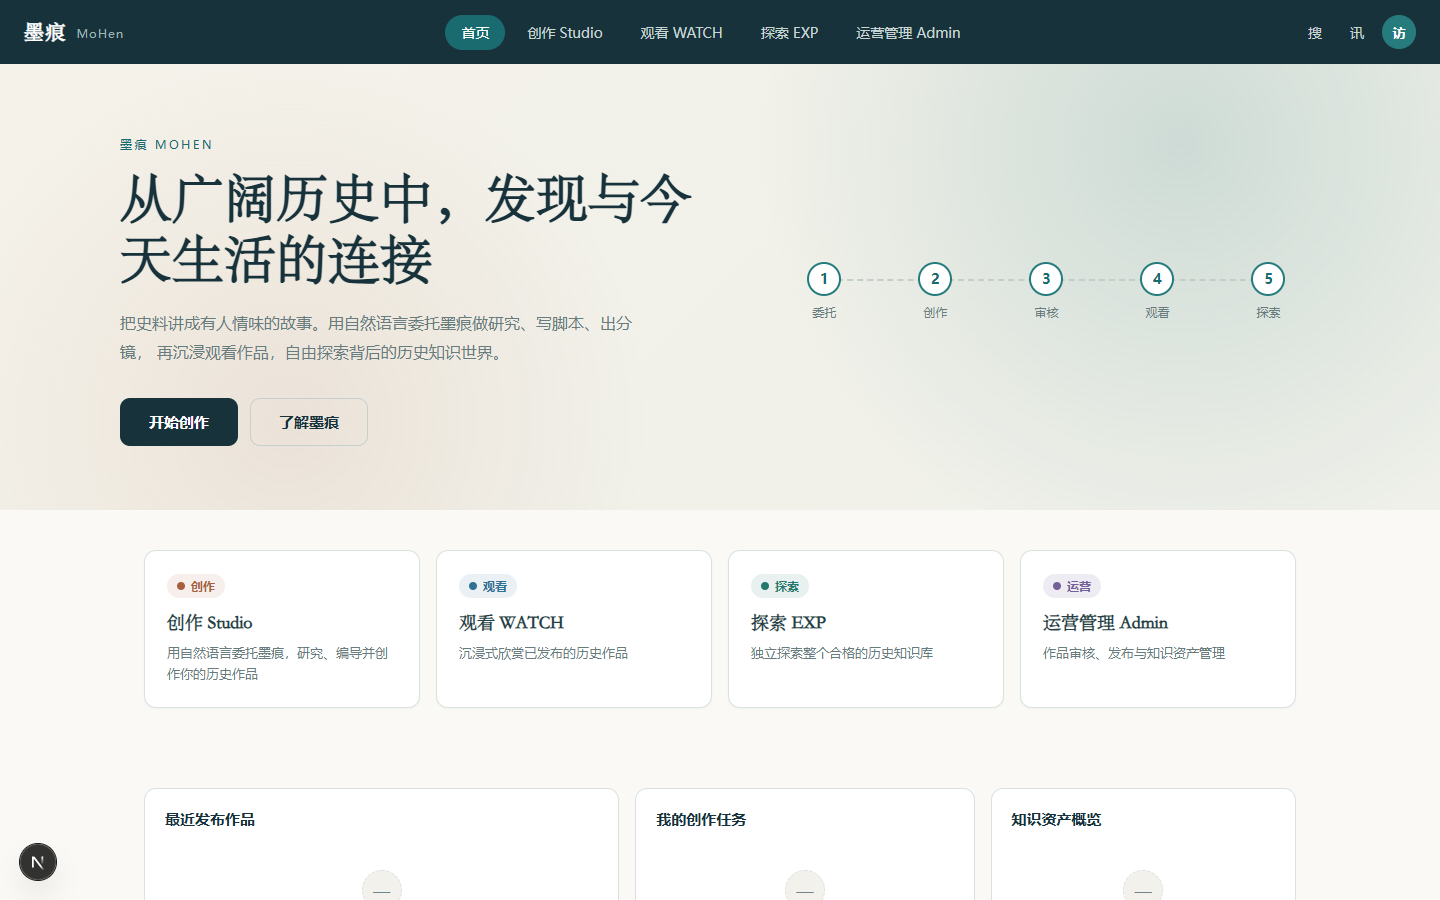 墨痕 MoHen
首页 创作 Studio 观看 WATCH 探索 EXP 运营管理 Admin
搜 讯 访
墨痕 MOHEN
从广阔历史中，发现与今
天生活的连接
把史料讲成有人情味的故事。用自然语言委托墨痕做研究、写脚本、出分
镜， 再沉浸观看作品，自由探索背后的历史知识世界。
开始创作 了解墨痕
1 2 3 4 5
委托 创作 审核 观看 探索
创作
创作 Studio
用自然语言委托墨痕，研究、编导并创
作你的历史作品
观看
观看 WATCH
沉浸式欣赏已发布的历史作品
探索
探索 EXP
独立探索整个合格的历史知识库
运营
运营管理 Admin
作品审核、发布与知识资产管理
最近发布作品
—
我的创作任务
—
知识资产概览
—
N